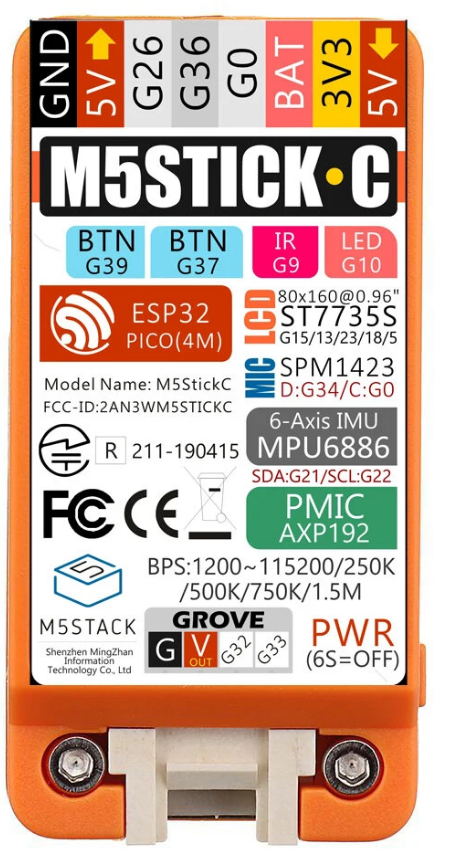 GND 5V G26 G36 G0 BAT 3V3 5V
M5STICK•C
BTN G39
BTN G37
IR G9
LED G10
ESP32
PICO(4M)
LCD
80x160@0.96"
ST7735S
G15/13/23/18/5
Model Name: M5StickC
FCC-ID:2AN3WM5STICKC
MIC
SPM1423
D:G34/C:G0
R 211-190415
6-Axis IMU
MPU6886
SDA:G21/SCL:G22
FC CE
PMIC
AXP192
5
M5STACK
Shenzhen MingZhan
Information
Technology Co., Ltd
BPS:1200~115200/250K
/500K/750K/1.5M
GROVE
G V OUT G32 G33
PWR
(6S=OFF)